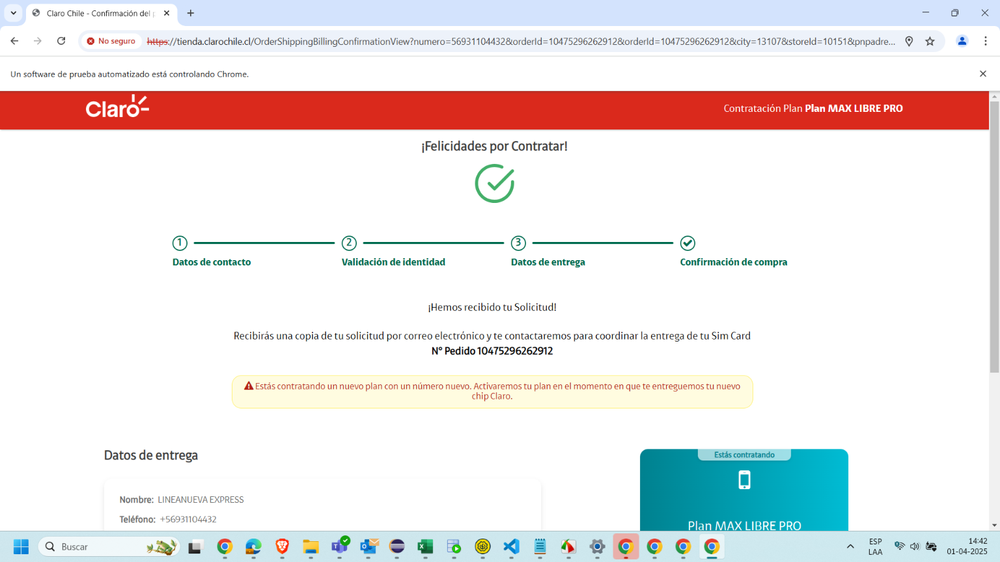 Claro Chile - Confirmación del p
No seguro
https://tienda.clarochile.cl/OrderShippingBillingConfirmationView?numero=56931104432&orderId=10475296262912&orderId=10475296262912&city=13107&storeId=10151&pnpadre...
Un software de prueba automatizado está controlando Chrome.
Claro
Contratación Plan Plan MAX LIBRE PRO
¡Felicidades por Contratar!
1
2
3
Datos de contacto
Validación de identidad
Datos de entrega
Confirmación de compra
¡Hemos recibido tu Solicitud!
Recibirás una copia de tu solicitud por correo electrónico y te contactaremos para coordinar la entrega de tu Sim Card
N° Pedido 10475296262912
Estás contratando un nuevo plan con un número nuevo. Activaremos tu plan en el momento en que te entreguemos tu nuevo
chip Claro.
Datos de entrega
Nombre: LINEANUEVA EXPRESS
Teléfono: +56931104432
Estás contratando
Plan MAX LIBRE PRO
Buscar
ESP
LAA
14:42
01-04-2025